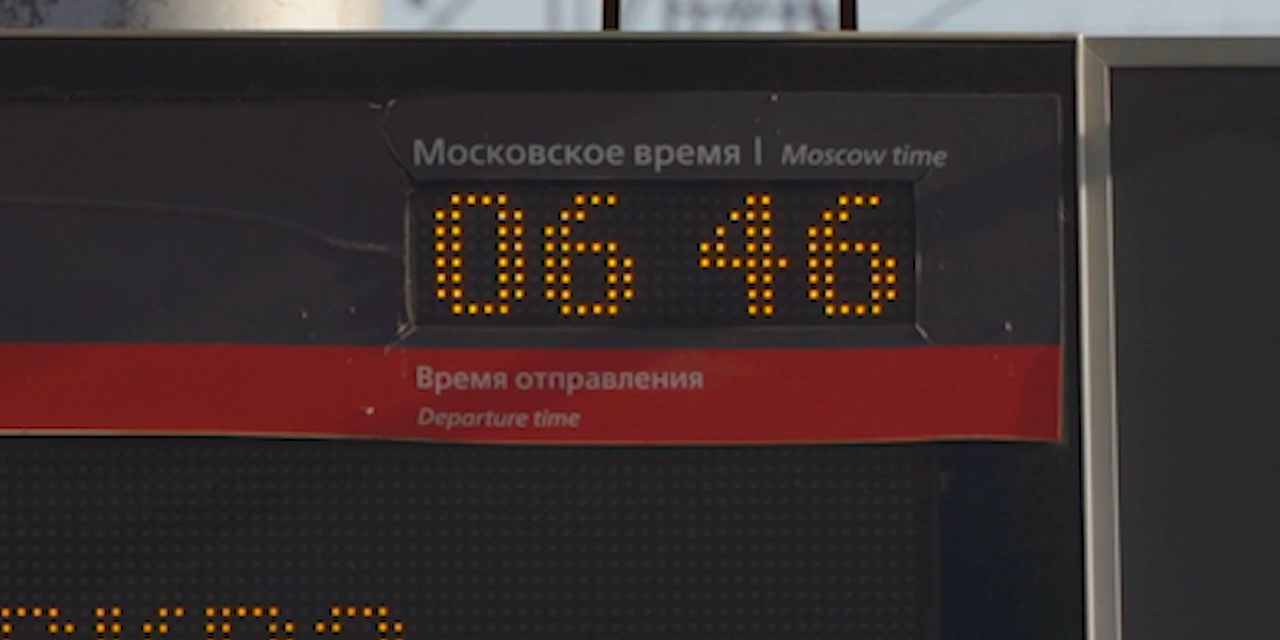 Московское время | Moscow time
06 46
Время отправления
Departure time